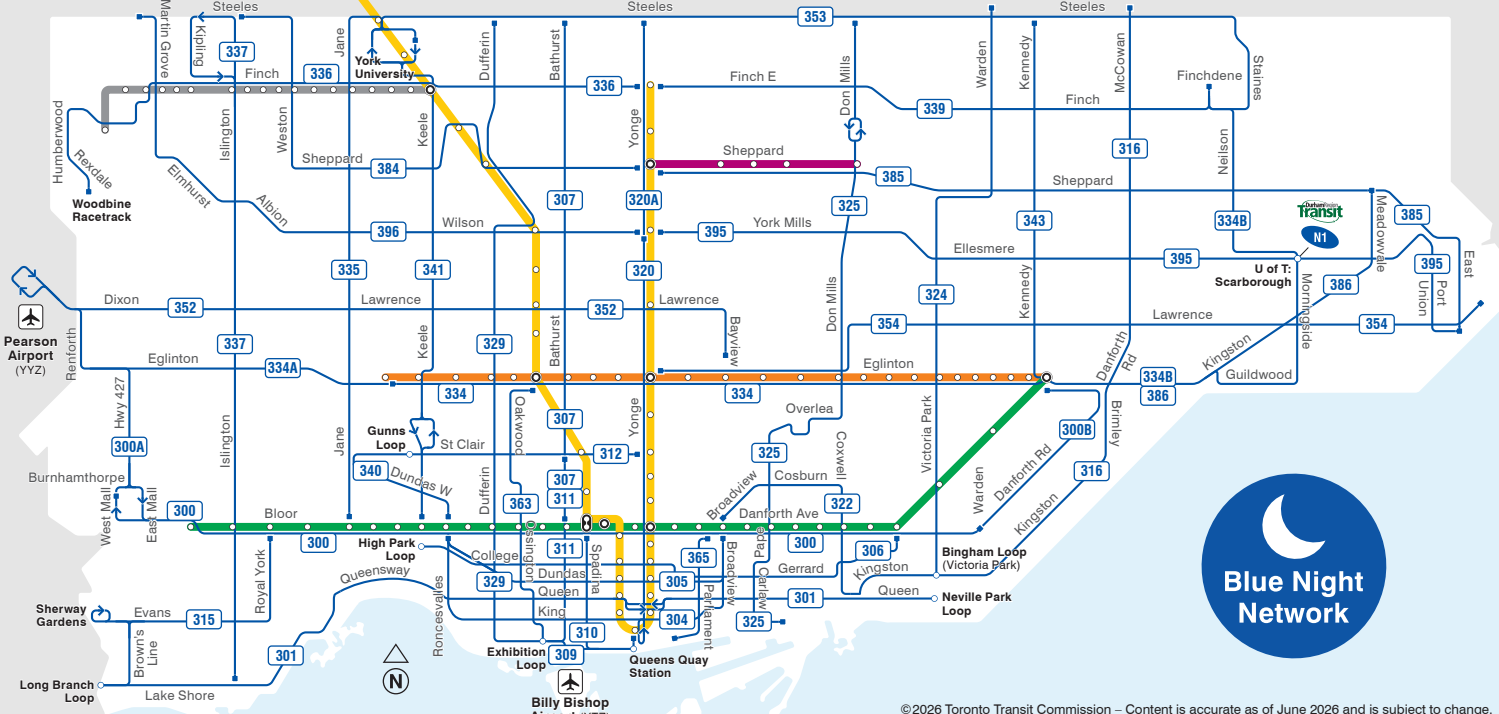 Steeles
Steeles
Steeles
353
Martin Grove
Kipling
337
Jane
York
University
Dufferin
Bathurst
Don Mills
Warden
Kennedy
McCowan
Staines
Finchdene
Finch
336
336
Finch E
339
Finch
Humberwood
Rexdale
Woodbine
Racetrack
Islington
Weston
Keele
Yonge
316
Neilson
Sheppard
384
Sheppard
385
Sheppard
Elmhurst
Albion
307
320A
325
343
334B
DurhamRegion
Transit
N1
Meadowvale
385
396
Wilson
395
York Mills
Ellesmere
395
395
East
Port
Union
U of T:
Scarborough
386
Morningside
335
341
320
324
Kennedy
Don Mills
Dixon
352
Lawrence
352
Lawrence
Bayview
354
Lawrence
354
Pearson
Airport
(YYZ)
Renforth
337
Keele
329
Bathurst
Danforth
Rd
Kingston
Eglinton
334A
334
334
Eglinton
334B
386
Guildwood
Hwy 427
300A
Islington
Jane
Gunns
Loop
St Clair
Oakwood
307
312
Yonge
Overlea
325
Coxwell
Victoria Park
300B
Brimley
316
340
Dundas W
Dufferin
307
311
Burnhamthorpe
West Mall
East Mall
300
Bloor
363
Broadview
Cosburn
322
Warden
Danforth Rd
Kingston
Danforth Ave
300
High Park
Loop
College
Ossington
311
Spadina
365
Broadview
Pape
300
306
Bingham Loop
(Victoria Park)
Royal York
Queensway
Roncesvalles
329
Dundas
305
Gerrard
Kingston
Queen
304
Parliament
Carlaw
301
Queen
Neville Park
Loop
King
325
Sherway
Gardens
Evans
315
Brown's
Line
301
310
Exhibition
Loop
309
Queens Quay
Station
Long Branch
Loop
Lake Shore
N
Billy Bishop
Blue Night
Network
©2026 Toronto Transit Commission – Content is accurate as of June 2026 and is subject to change.